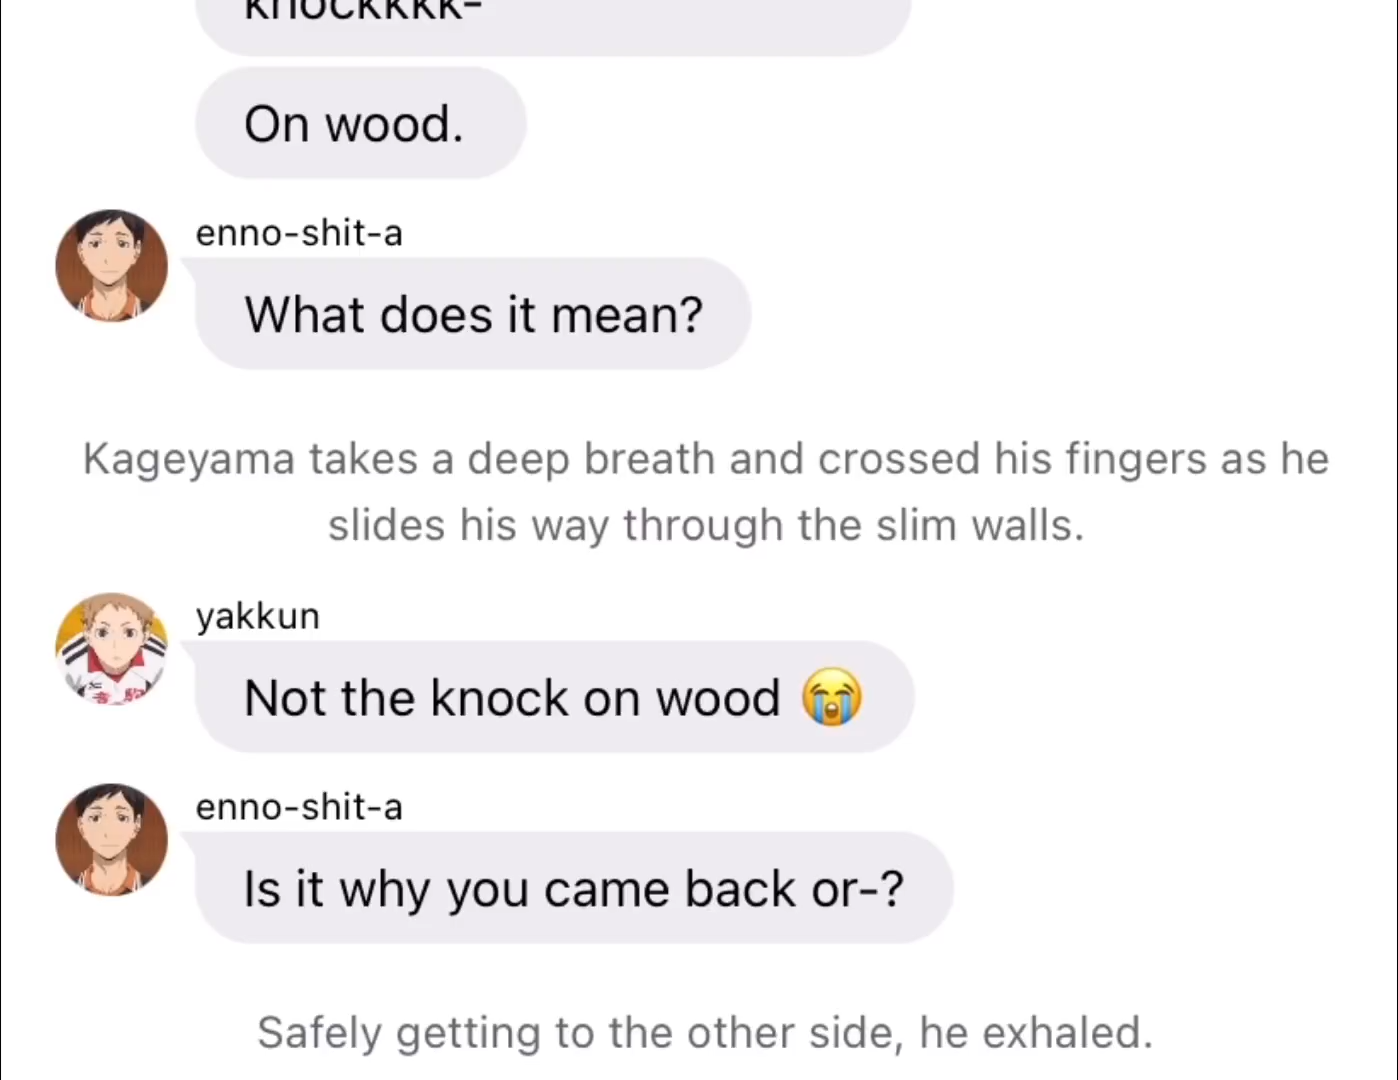 knockkkk-
On wood.
enno-shit-a
What does it mean?
Kageyama takes a deep breath and crossed his fingers as he
slides his way through the slim walls.
yakkun
Not the knock on wood 😭
enno-shit-a
Is it why you came back or-?
Safely getting to the other side, he exhaled.